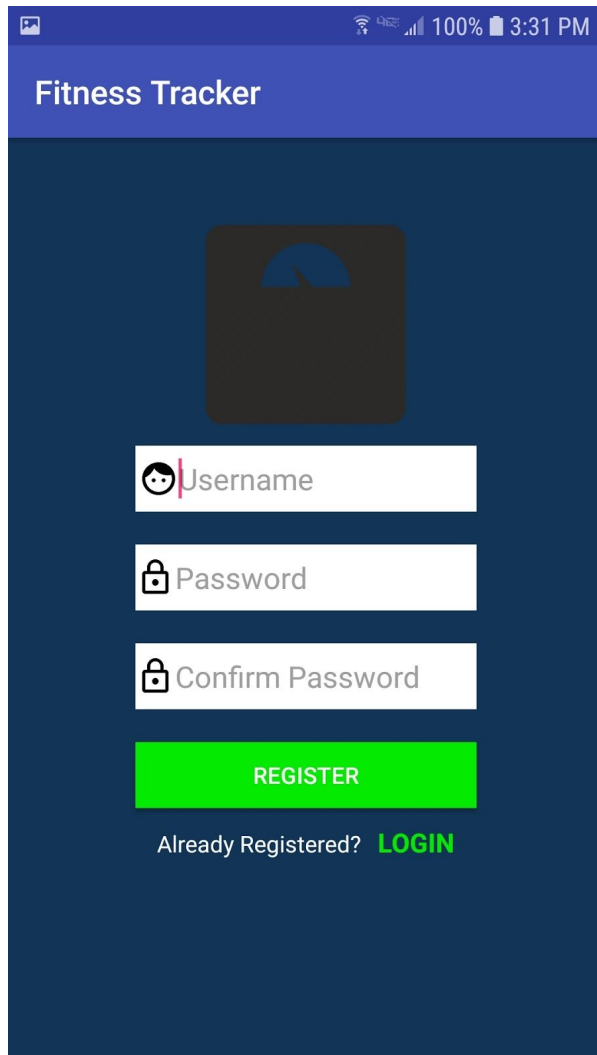 100% 3:31 PM
Fitness Tracker
Username
Password
Confirm Password
REGISTER
Already Registered? LOGIN